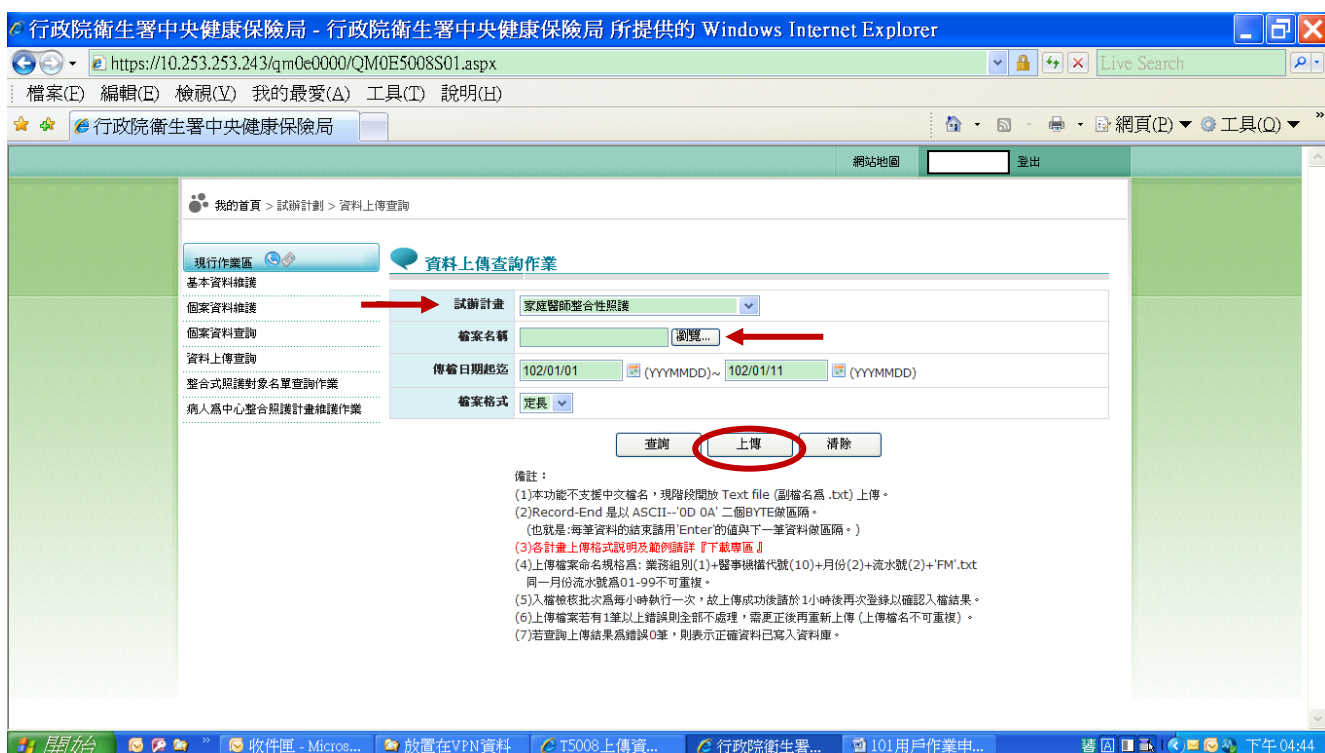 行政院衛生署中央健康保險局 - 行政院衛生署中央健康保險局 所提供的 Windows Internet Explorer
https://10.253.253.243/qm0e0000/QM0E5008S01.aspx
Live Search
檔案(F) 編輯(E) 檢視(V) 我的最愛(A) 工具(T) 說明(H)
行政院衛生署中央健康保險局
網頁(P) 工具(O) »
網站地圖 登出
我的首頁 > 試辦計劃 > 資料上傳查詢
現行作業區
基本資料維護
個案資料維護
個案資料查詢
資料上傳查詢
整合式照護對象名單查詢作業
病人為中心整合照護計畫維護作業
資料上傳查詢作業
試辦計畫 家庭醫師整合性照護
檔案名稱 瀏覽...
傳檔日期起迄 102/01/01 (YYYMMDD)~ 102/01/11 (YYYMMDD)
檔案格式 定長
查詢 上傳 清除
備註：
(1)本功能不支援中文檔名，現階段開放 Text file (副檔名為 .txt) 上傳。
(2)Record-End 是以 ASCII--'0D 0A' 二個BYTE做區隔。
(也就是:每筆資料的結束請用'Enter'的值與下一筆資料做區隔。)
(3)各計畫上傳格式說明及範例請詳『下載專區』
(4)上傳檔案命名規格為: 業務組別(1)+醫事機構代號(10)+月份(2)+流水號(2)+'FM'.txt
同一月份流水號為01-99不可重複。
(5)入檔檢核批次為每小時執行一次，故上傳成功後請於1小時後再次登錄以確認入檔結果。
(6)上傳檔案若有1筆以上錯誤則全部不處理，需更正後再重新上傳 (上傳檔名不可重複) 。
(7)若查詢上傳結果為錯誤0筆，則表示正確資料已寫入資料庫。
開始 » 收件匣 - Micros... 放置在VPN資料 T5008上傳資... 行政院衛生署... 101用戶作業申... 下午 04:44